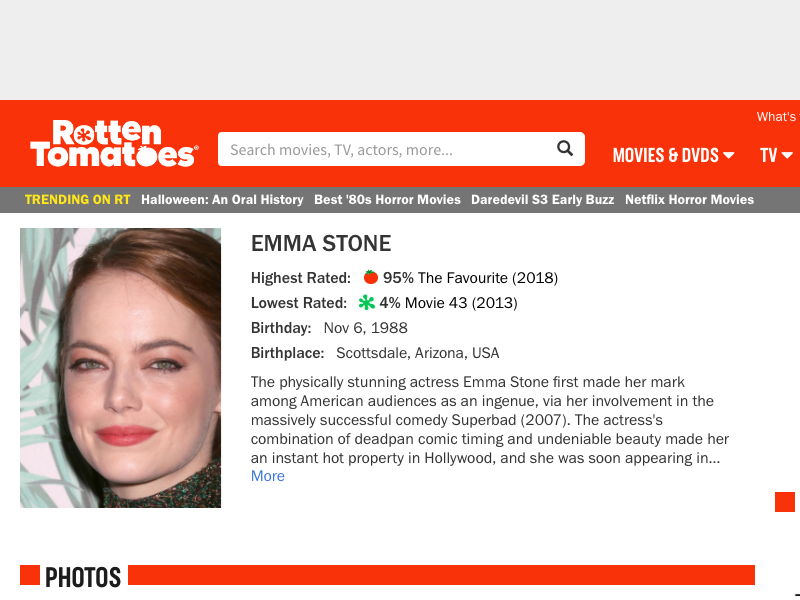 What's
Rotten
Tomatoes®
Search movies, TV, actors, more...
MOVIES & DVDS
TV
TRENDING ON RT Halloween: An Oral History Best '80s Horror Movies Daredevil S3 Early Buzz Netflix Horror Movies
EMMA STONE
Highest Rated: 95% The Favourite (2018)
Lowest Rated: 4% Movie 43 (2013)
Birthday: Nov 6, 1988
Birthplace: Scottsdale, Arizona, USA
The physically stunning actress Emma Stone first made her mark
among American audiences as an ingenue, via her involvement in the
massively successful comedy Superbad (2007). The actress's
combination of deadpan comic timing and undeniable beauty made her
an instant hot property in Hollywood, and she was soon appearing in...
More
PHOTOS